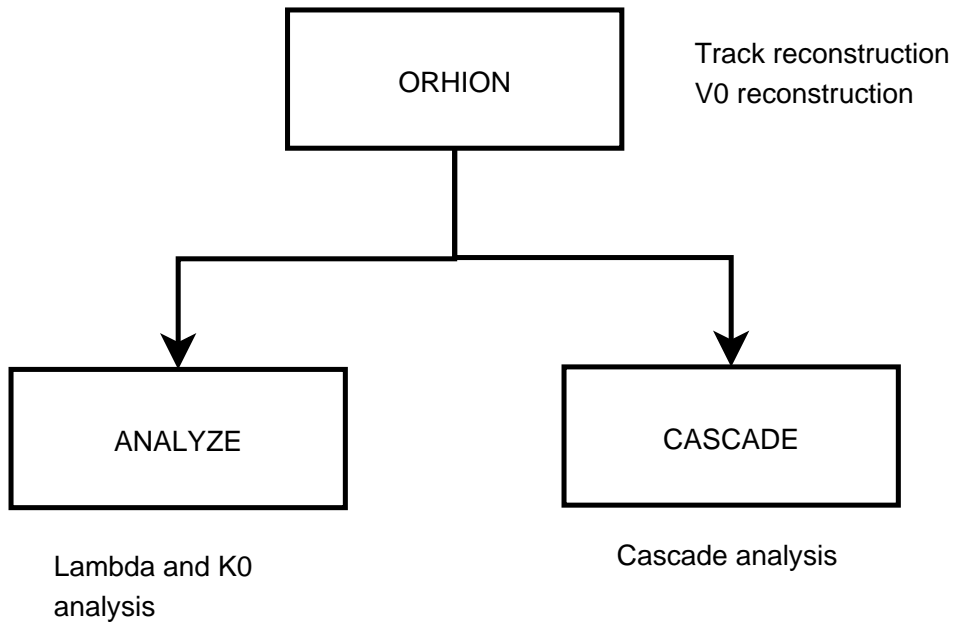 ORHION
Track reconstruction
V0 reconstruction
ANALYZE
CASCADE
Lambda and K0
analysis
Cascade analysis